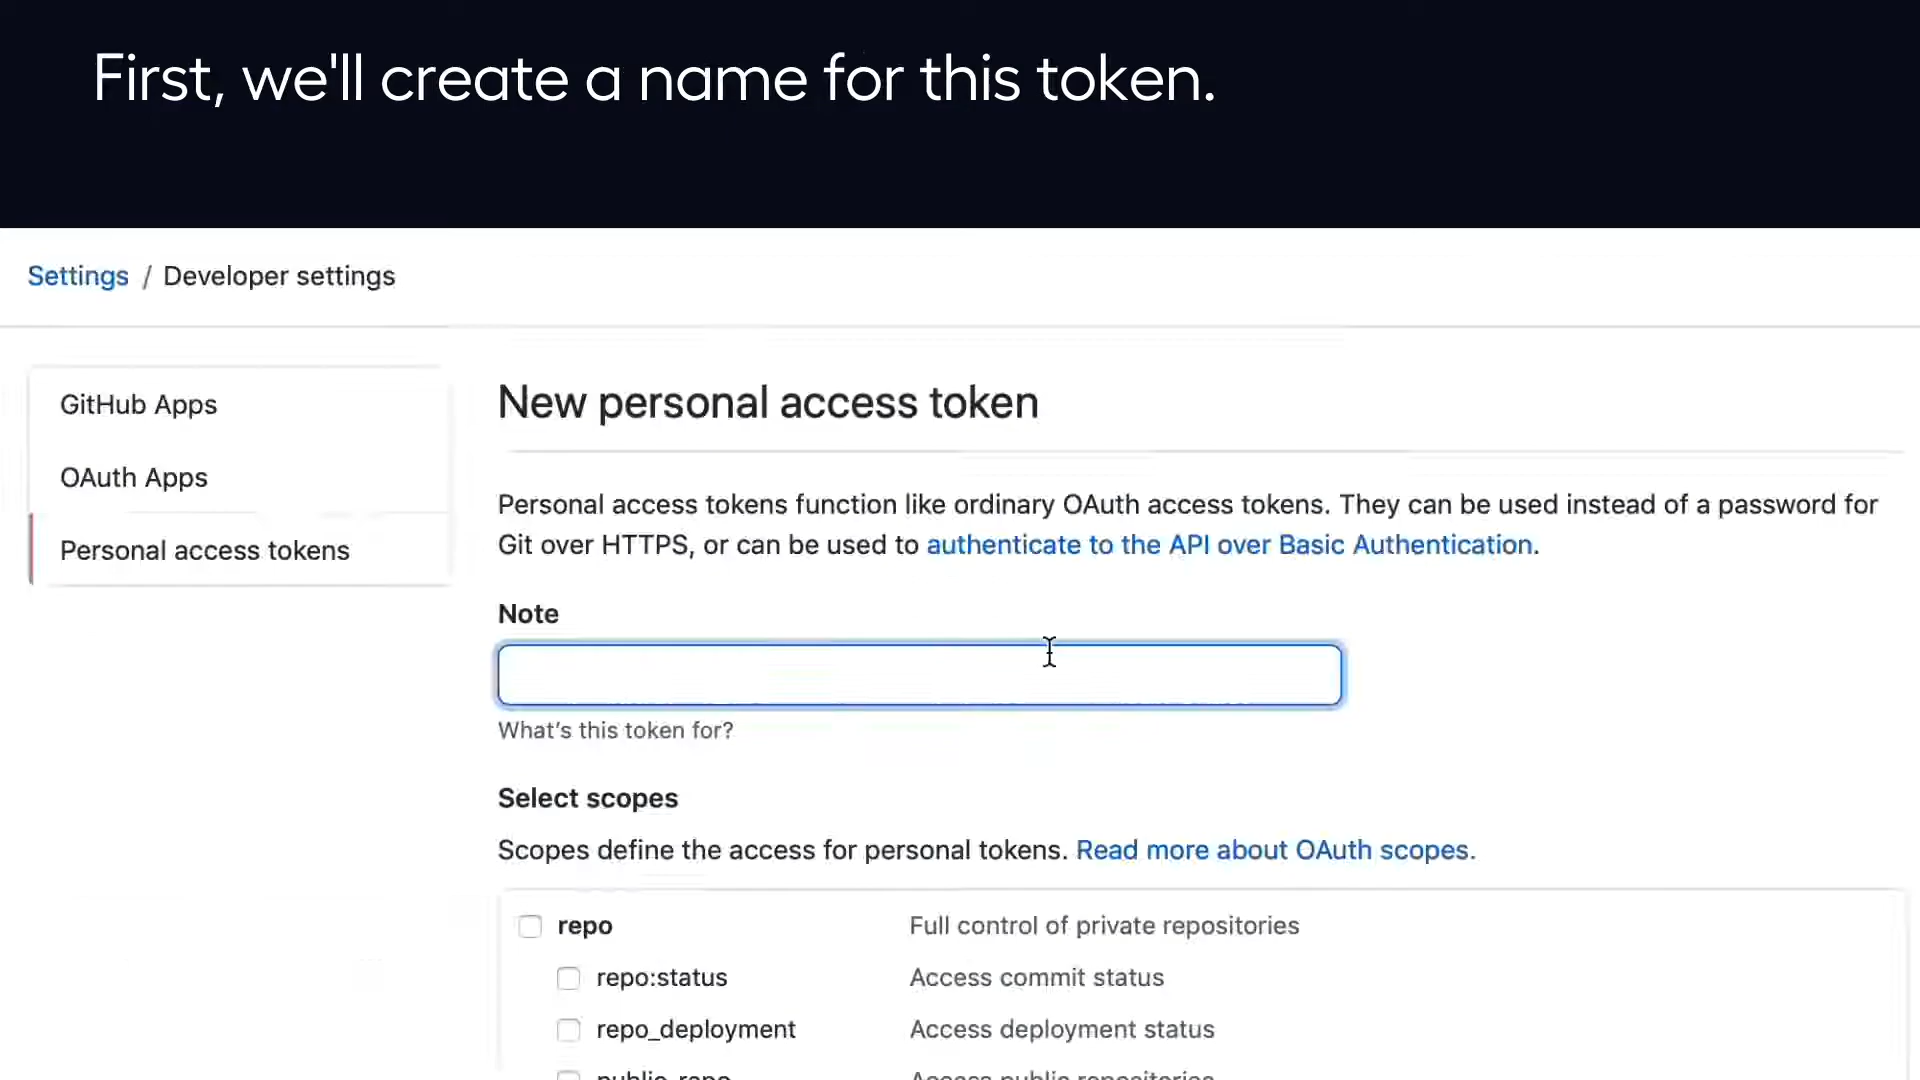 First, we'll create a name for this token.
Settings / Developer settings
GitHub Apps
OAuth Apps
Personal access tokens
New personal access token
Personal access tokens function like ordinary OAuth access tokens. They can be used instead of a password for
Git over HTTPS, or can be used to authenticate to the API over Basic Authentication.
Note
What's this token for?
Select scopes
Scopes define the access for personal tokens. Read more about OAuth scopes.
repo Full control of private repositories
repo:status Access commit status
repo_deployment Access deployment status
public_repo Access public repositories